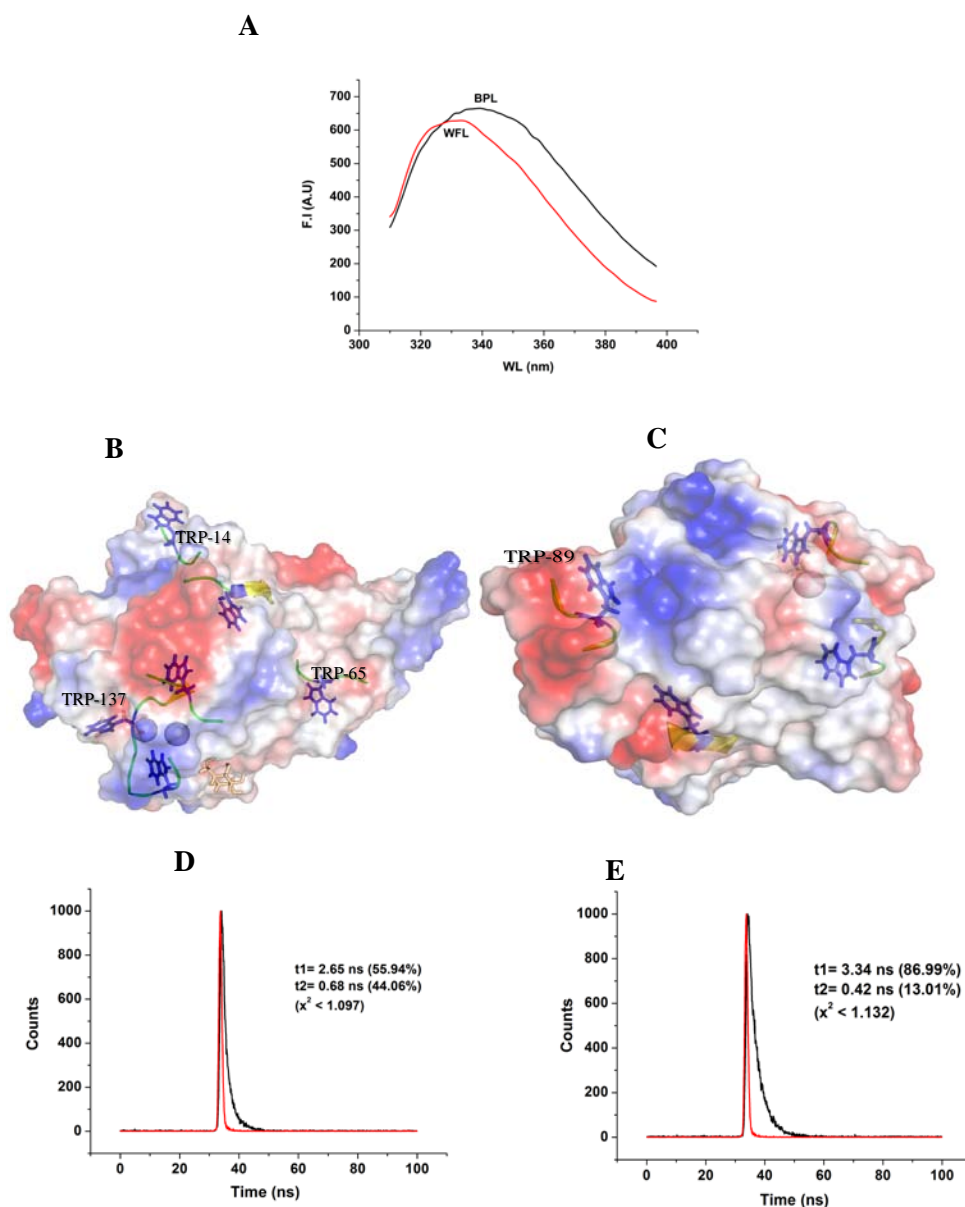 A
700
600
500
400
300
200
100
0
F.I (A.U)
BPL
WFL
300 320 340 360 380 400
WL (nm)
B
TRP-14
TRP-65
TRP-137
C
TRP-89
D
1000
800
600
400
200
0
Counts
t1= 2.65 ns (55.94%)
t2= 0.68 ns (44.06%)
(x² < 1.097)
0 20 40 60 80 100
Time (ns)
E
1000
800
600
400
200
0
Counts
t1= 3.34 ns (86.99%)
t2= 0.42 ns (13.01%)
(x² < 1.132)
0 20 40 60 80 100
Time (ns)